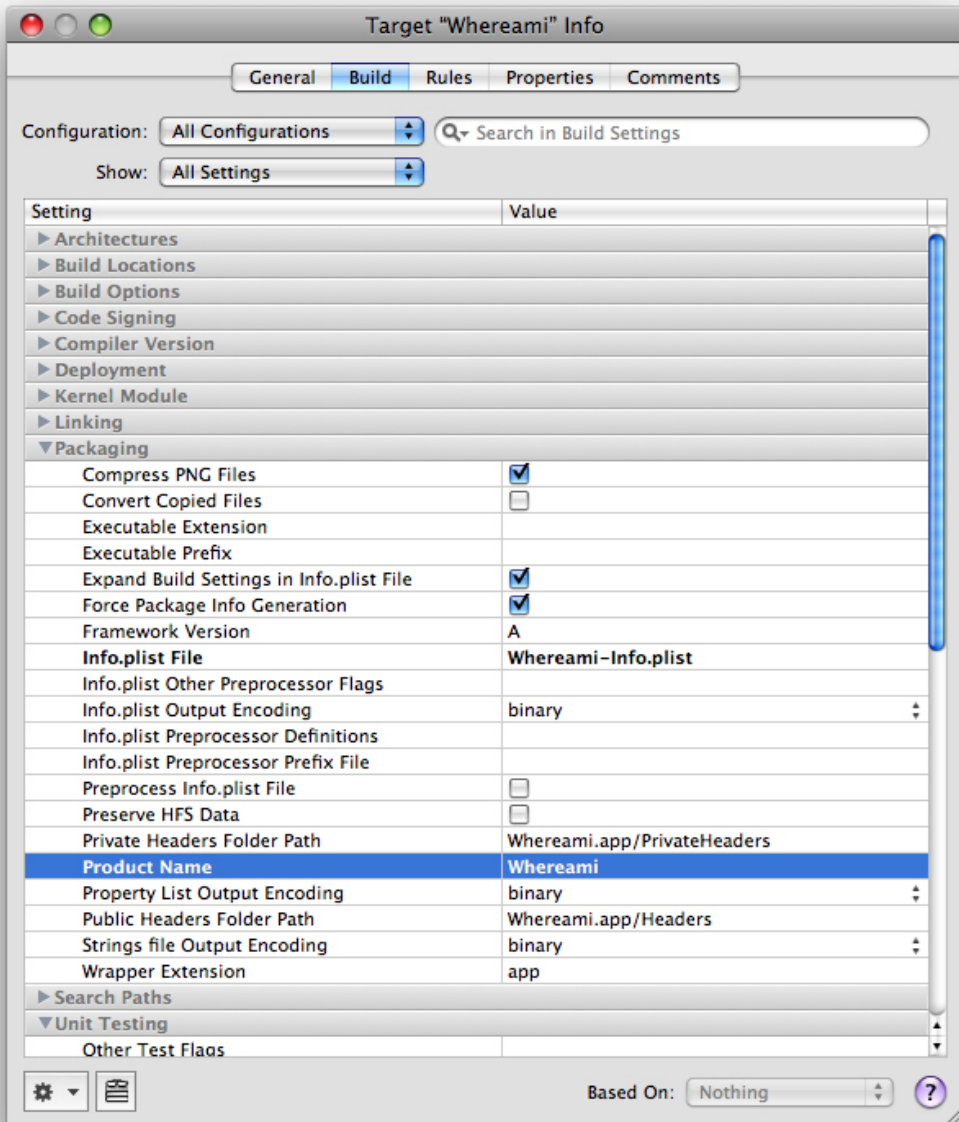 Target “Whereami” Info
General Build Rules Properties Comments
Configuration: All Configurations Search in Build Settings
Show: All Settings
Setting Value
Architectures
Build Locations
Build Options
Code Signing
Compiler Version
Deployment
Kernel Module
Linking
Packaging
Compress PNG Files
Convert Copied Files
Executable Extension
Executable Prefix
Expand Build Settings in Info.plist File
Force Package Info Generation
Framework Version A
Info.plist File Whereami-Info.plist
Info.plist Other Preprocessor Flags
Info.plist Output Encoding binary
Info.plist Preprocessor Definitions
Info.plist Preprocessor Prefix File
Preprocess Info.plist File
Preserve HFS Data
Private Headers Folder Path Whereami.app/PrivateHeaders
Product Name Whereami
Property List Output Encoding binary
Public Headers Folder Path Whereami.app/Headers
Strings file Output Encoding binary
Wrapper Extension app
Search Paths
Unit Testing
Other Test Flags
Based On: Nothing ?